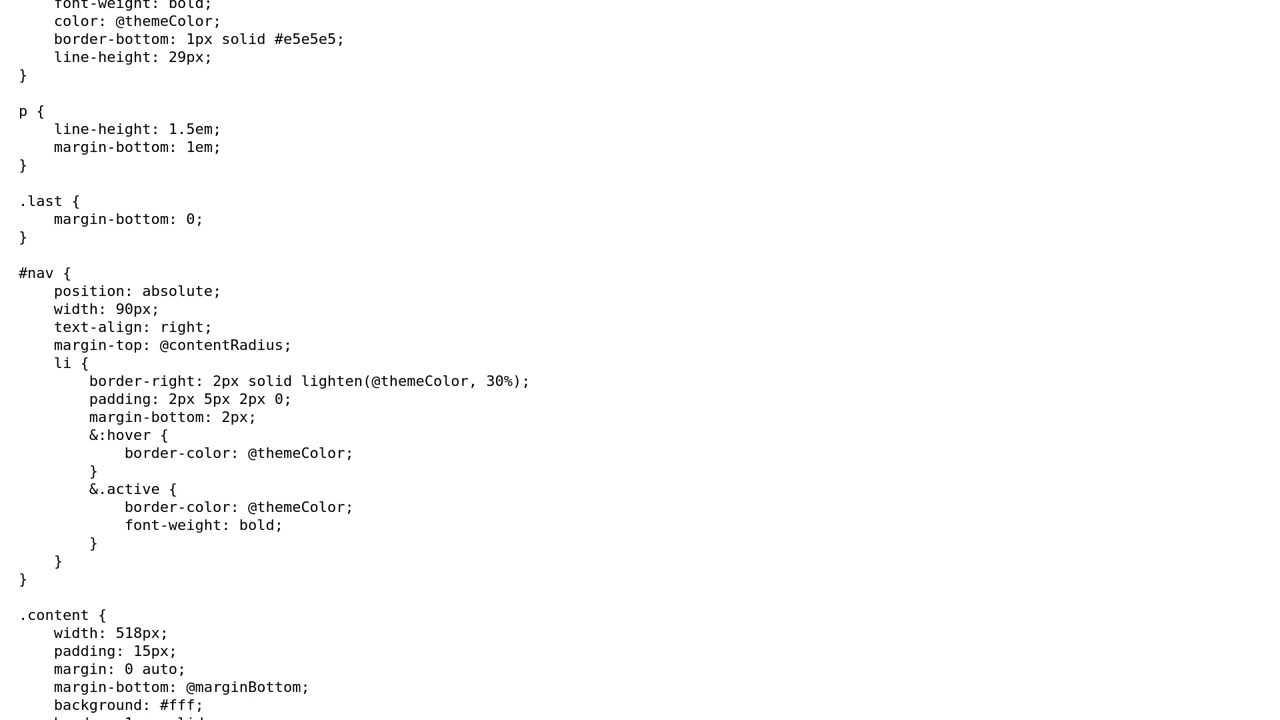 font-weight: bold;
    color: @themeColor;
    border-bottom: 1px solid #e5e5e5;
    line-height: 29px;
}

p {
    line-height: 1.5em;
    margin-bottom: 1em;
}

.last {
    margin-bottom: 0;
}

#nav {
    position: absolute;
    width: 90px;
    text-align: right;
    margin-top: @contentRadius;
    li {
        border-right: 2px solid lighten(@themeColor, 30%);
        padding: 2px 5px 2px 0;
        margin-bottom: 2px;
        &:hover {
            border-color: @themeColor;
        }
        &.active {
            border-color: @themeColor;
            font-weight: bold;
        }
    }
}

.content {
    width: 518px;
    padding: 15px;
    margin: 0 auto;
    margin-bottom: @marginBottom;
    background: #fff;